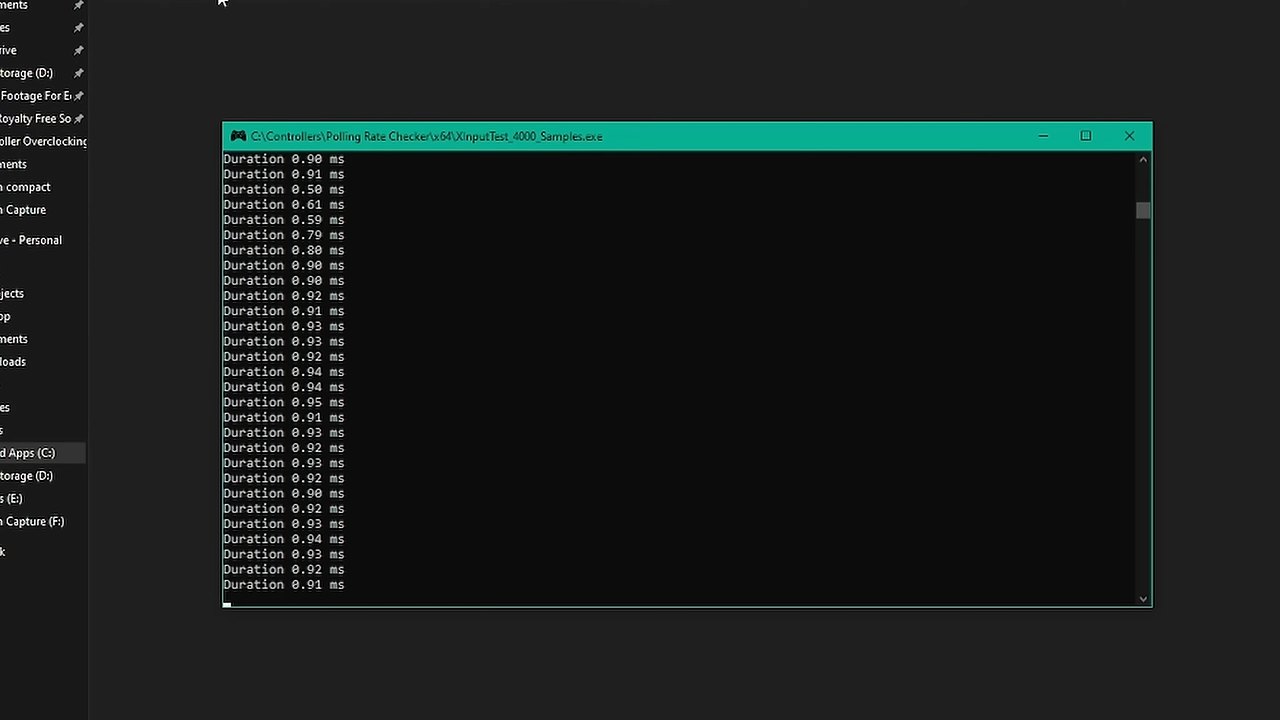 ments
es
rive
torage (D:)
Footage For E
Royalty Free So
oller Overclocking
ments
n compact
n Capture
ve - Personal
jects
op
ments
loads
es
s
d Apps (C:)
torage (D:)
s (E:)
n Capture (F:)
k
C:\Controllers\Polling Rate Checker\x64\XInputTest_4000_Samples.exe
Duration 0.90 ms
Duration 0.91 ms
Duration 0.50 ms
Duration 0.61 ms
Duration 0.59 ms
Duration 0.79 ms
Duration 0.80 ms
Duration 0.90 ms
Duration 0.90 ms
Duration 0.92 ms
Duration 0.91 ms
Duration 0.93 ms
Duration 0.93 ms
Duration 0.92 ms
Duration 0.94 ms
Duration 0.94 ms
Duration 0.95 ms
Duration 0.91 ms
Duration 0.93 ms
Duration 0.92 ms
Duration 0.93 ms
Duration 0.92 ms
Duration 0.90 ms
Duration 0.92 ms
Duration 0.93 ms
Duration 0.94 ms
Duration 0.93 ms
Duration 0.92 ms
Duration 0.91 ms